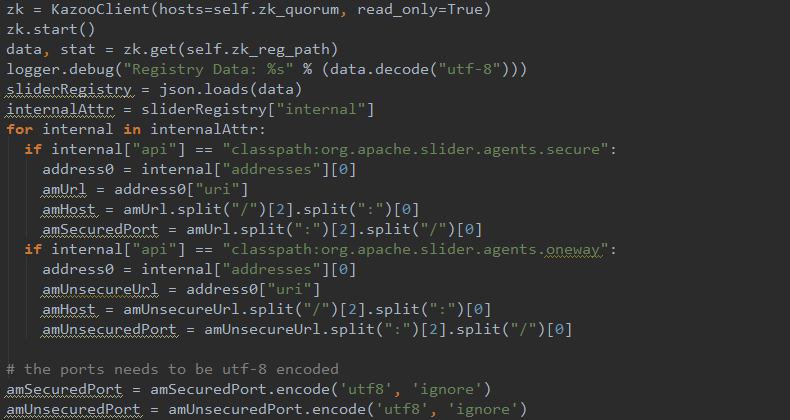 zk = KazooClient(hosts=self.zk_quorum, read_only=True)
zk.start()
data, stat = zk.get(self.zk_reg_path)
logger.debug("Registry Data: %s" % (data.decode("utf-8")))
sliderRegistry = json.loads(data)
internalAttr = sliderRegistry["internal"]
for internal in internalAttr:
  if internal["api"] == "classpath:org.apache.slider.agents.secure":
    address0 = internal["addresses"][0]
    amUrl = address0["uri"]
    amHost = amUrl.split("/")[2].split(":")[0]
    amSecuredPort = amUrl.split(":")[2].split("/")[0]
  if internal["api"] == "classpath:org.apache.slider.agents.oneway":
    address0 = internal["addresses"][0]
    amUnsecureUrl = address0["uri"]
    amHost = amUnsecureUrl.split("/")[2].split(":")[0]
    amUnsecuredPort = amUnsecureUrl.split(":")[2].split("/")[0]

# the ports needs to be utf-8 encoded
amSecuredPort = amSecuredPort.encode('utf8', 'ignore')
amUnsecuredPort = amUnsecuredPort.encode('utf8', 'ignore')